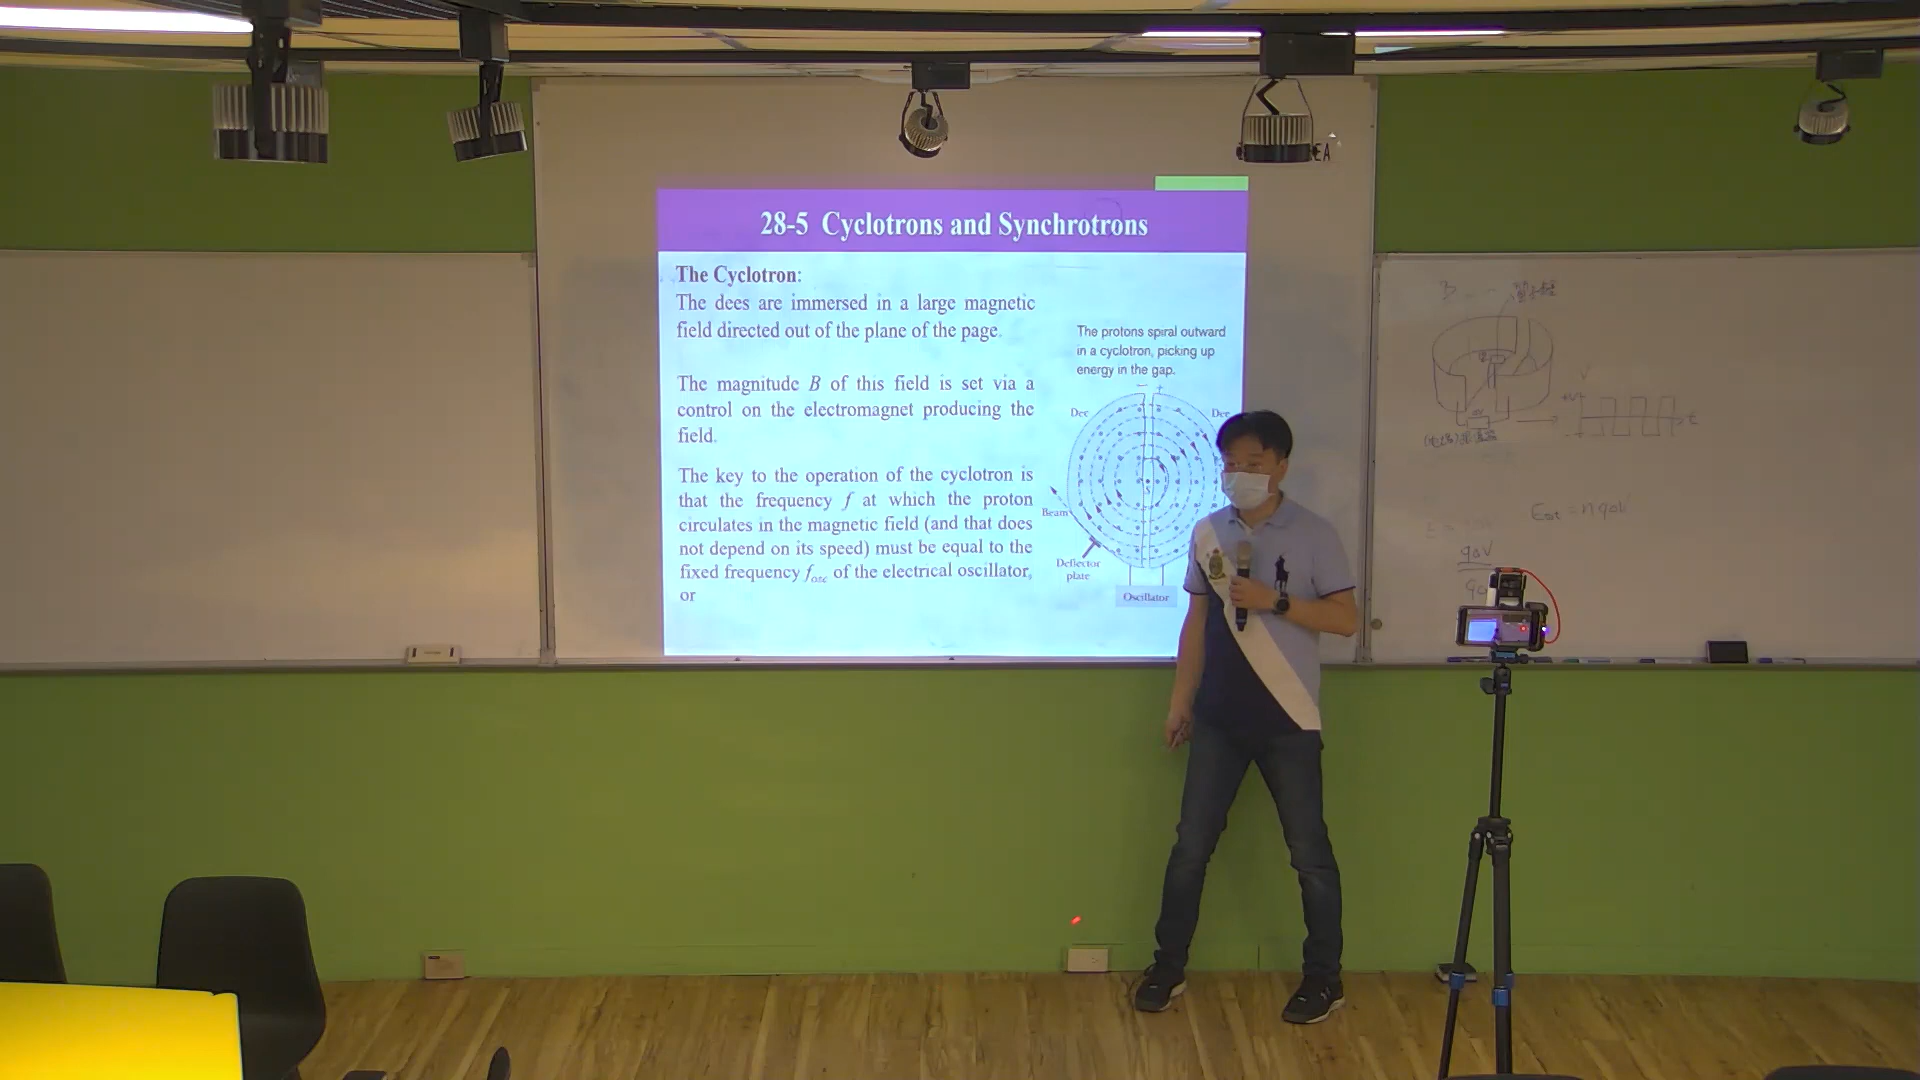 28-5 Cyclotrons and Synchrotrons
The Cyclotron:
The dees are immersed in a large magnetic
field directed out of the plane of the page.
The magnitude B of this field is set via a
control on the electromagnet producing the
field.
The key to the operation of the cyclotron is
that the frequency f at which the proton
circulates in the magnetic field (and that does
not depend on its speed) must be equal to the
fixed frequency fosc of the electrical oscillator,
or
The protons spiral outward
in a cyclotron, picking up
energy in the gap.
− +
Dee
Dee
S
Beam
Deflector
plate
Oscillator
EA
B
V
+V
t
q△V